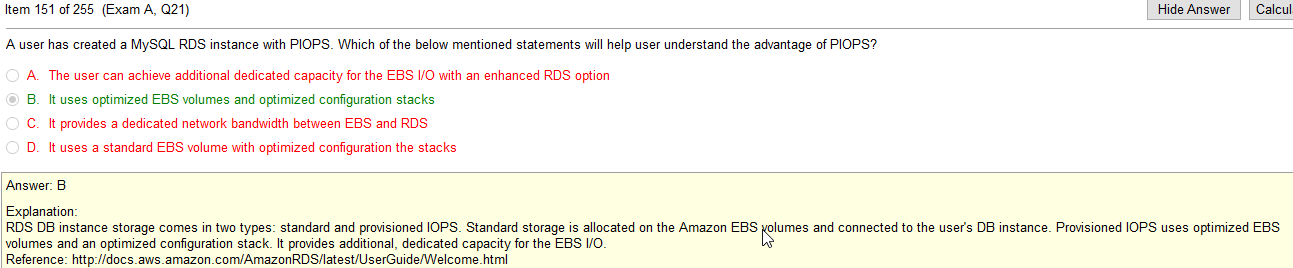 Item 151 of 255 (Exam A, Q21)
Hide Answer
Calcul
A user has created a MySQL RDS instance with PIOPS. Which of the below mentioned statements will help user understand the advantage of PIOPS?
A. The user can achieve additional dedicated capacity for the EBS I/O with an enhanced RDS option
B. It uses optimized EBS volumes and optimized configuration stacks
C. It provides a dedicated network bandwidth between EBS and RDS
D. It uses a standard EBS volume with optimized configuration the stacks
Answer: B
Explanation:
RDS DB instance storage comes in two types: standard and provisioned IOPS. Standard storage is allocated on the Amazon EBS volumes and connected to the user's DB instance. Provisioned IOPS uses optimized EBS
volumes and an optimized configuration stack. It provides additional, dedicated capacity for the EBS I/O.
Reference: http://docs.aws.amazon.com/AmazonRDS/latest/UserGuide/Welcome.html